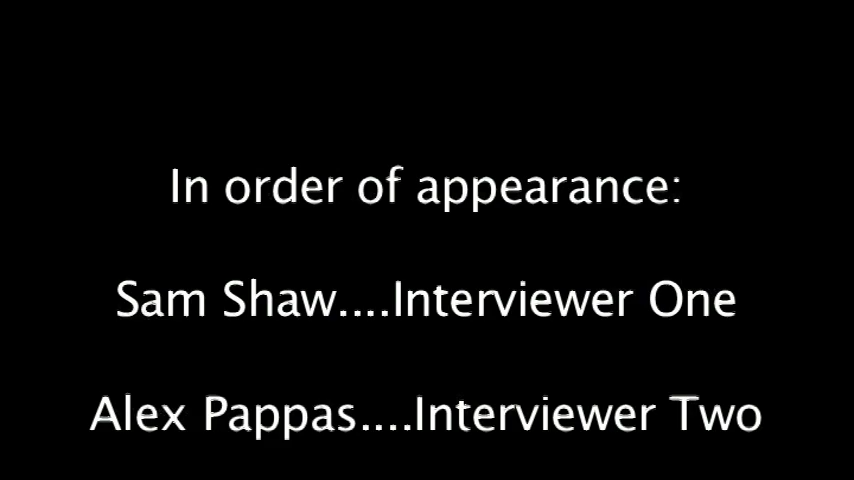 In order of appearance:
Sam Shaw....Interviewer One
Alex Pappas....Interviewer Two